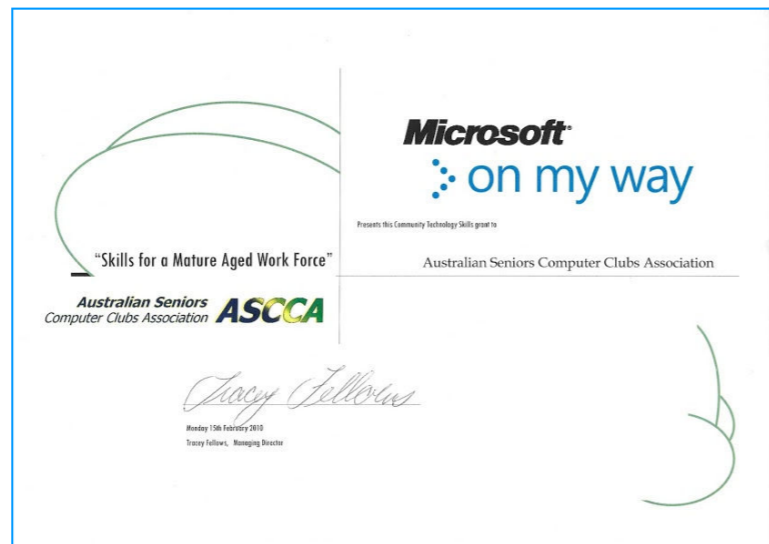 Microsoft®
on my way
Presents this Community Technology Skills grant to
"Skills for a Mature Aged Work Force"
Australian Seniors Computer Clubs Association
Australian Seniors
Computer Clubs Association ASCCA
Tracey Fellows
Monday 15th February 2010
Tracey Fellows, Managing Director